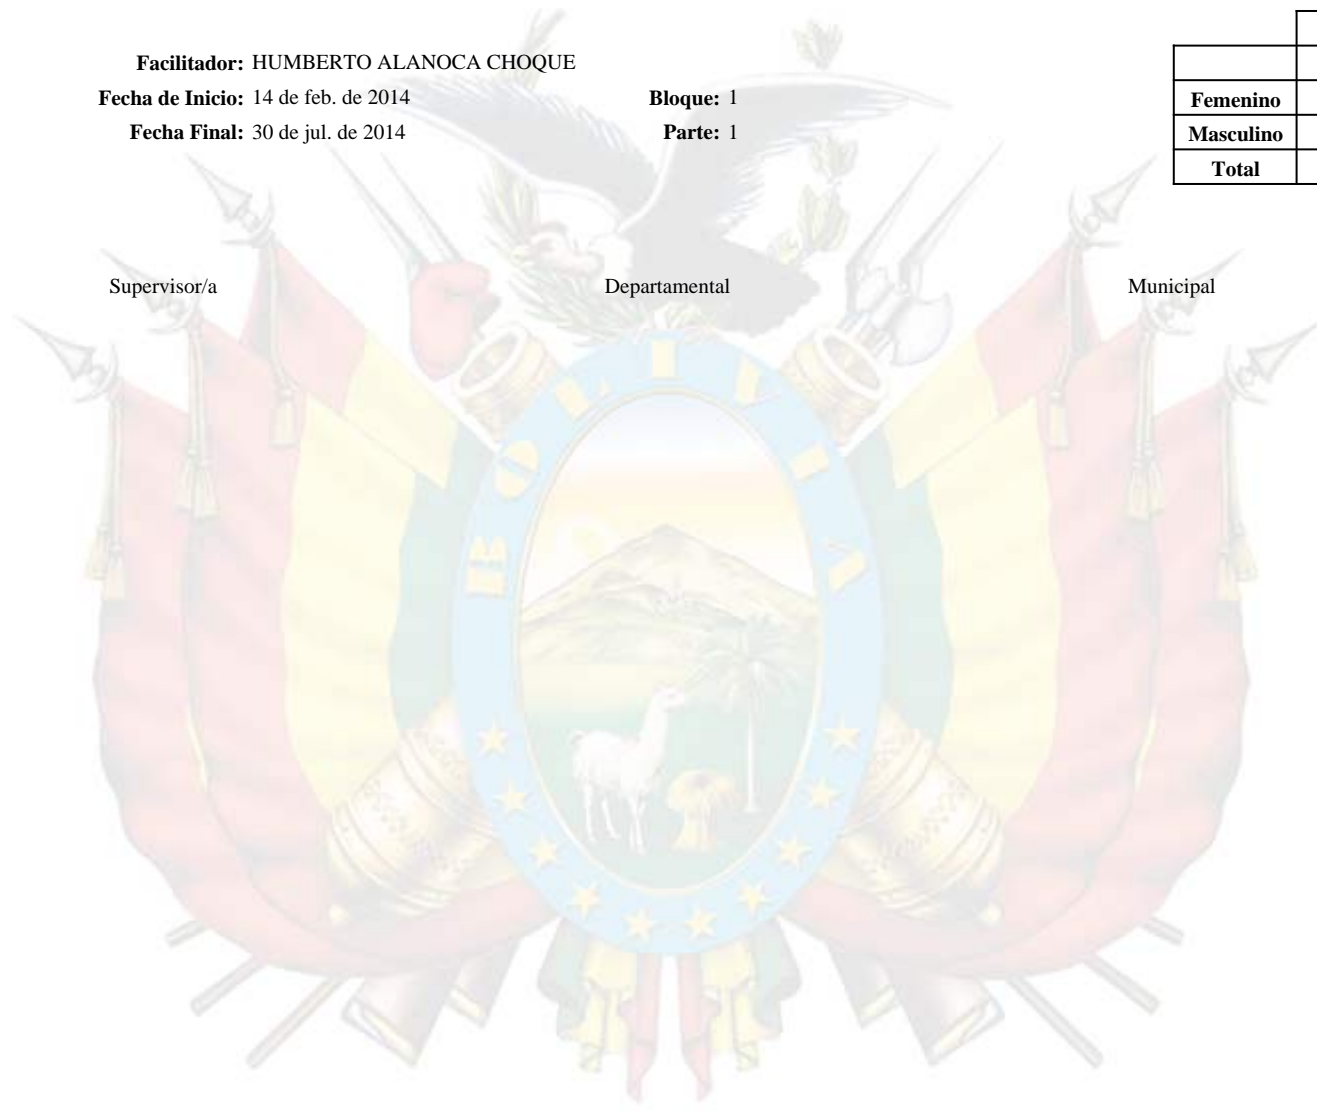 Facilitador: HUMBERTO ALANOCA CHOQUE
Fecha de Inicio: 14 de feb. de 2014 Bloque: 1
Femenino
Fecha Final: 30 de jul. de 2014 Parte: 1
Masculino
Total
Supervisor/a Departamental Municipal
BOLIVIA